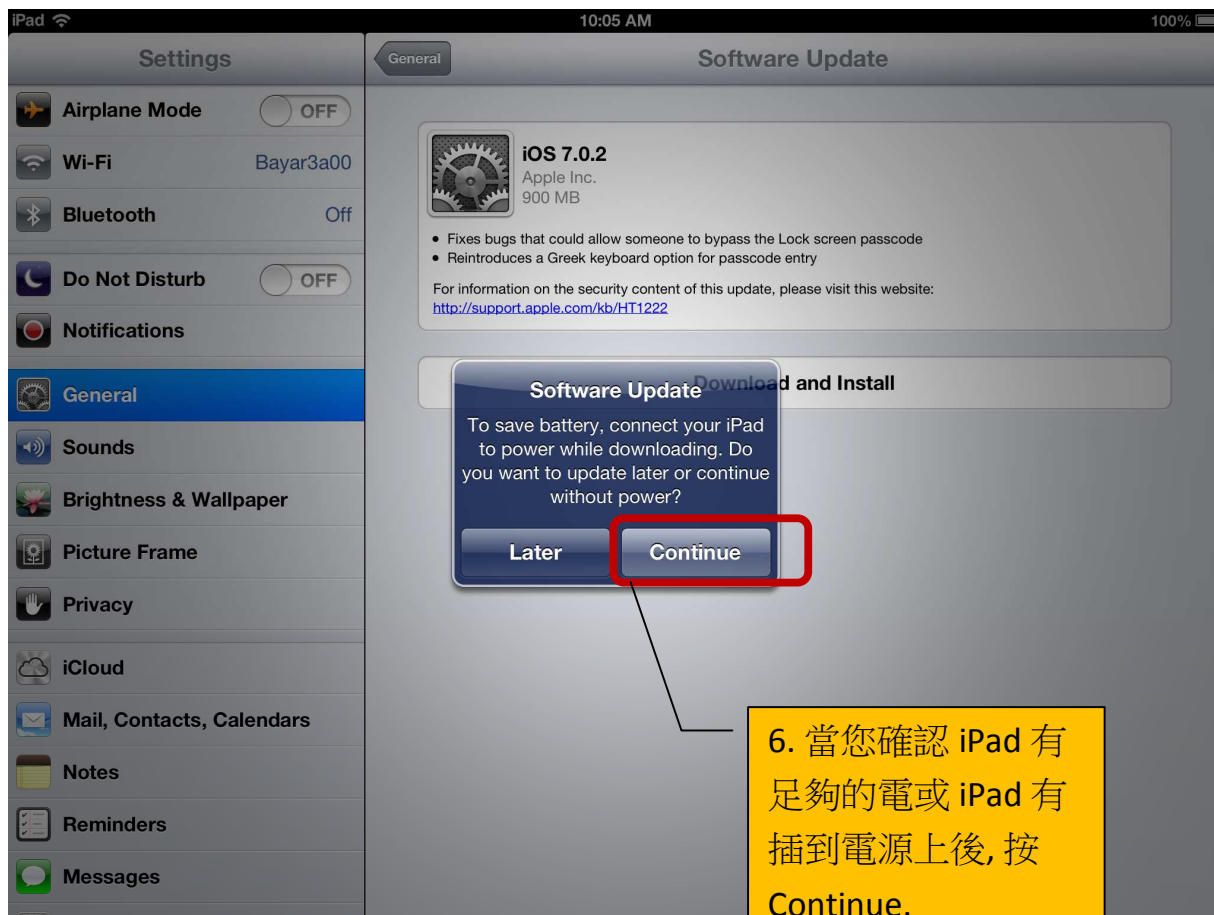 iPad
10:05 AM
100%
Settings
General
Software Update
Airplane Mode
OFF
Wi-Fi
Bayar3a00
Bluetooth
Off
Do Not Disturb
OFF
Notifications
General
Sounds
Brightness & Wallpaper
Picture Frame
Privacy
iCloud
Mail, Contacts, Calendars
Notes
Reminders
Messages
iOS 7.0.2
Apple Inc.
900 MB
• Fixes bugs that could allow someone to bypass the Lock screen passcode
• Reintroduces a Greek keyboard option for passcode entry
For information on the security content of this update, please visit this website:
http://support.apple.com/kb/HT1222
Download and Install
Software Update
To save battery, connect your iPad
to power while downloading. Do
you want to update later or continue
without power?
Later
Continue
6. 當您確認 iPad 有
足夠的電或 iPad 有
插到電源上後, 按
Continue.